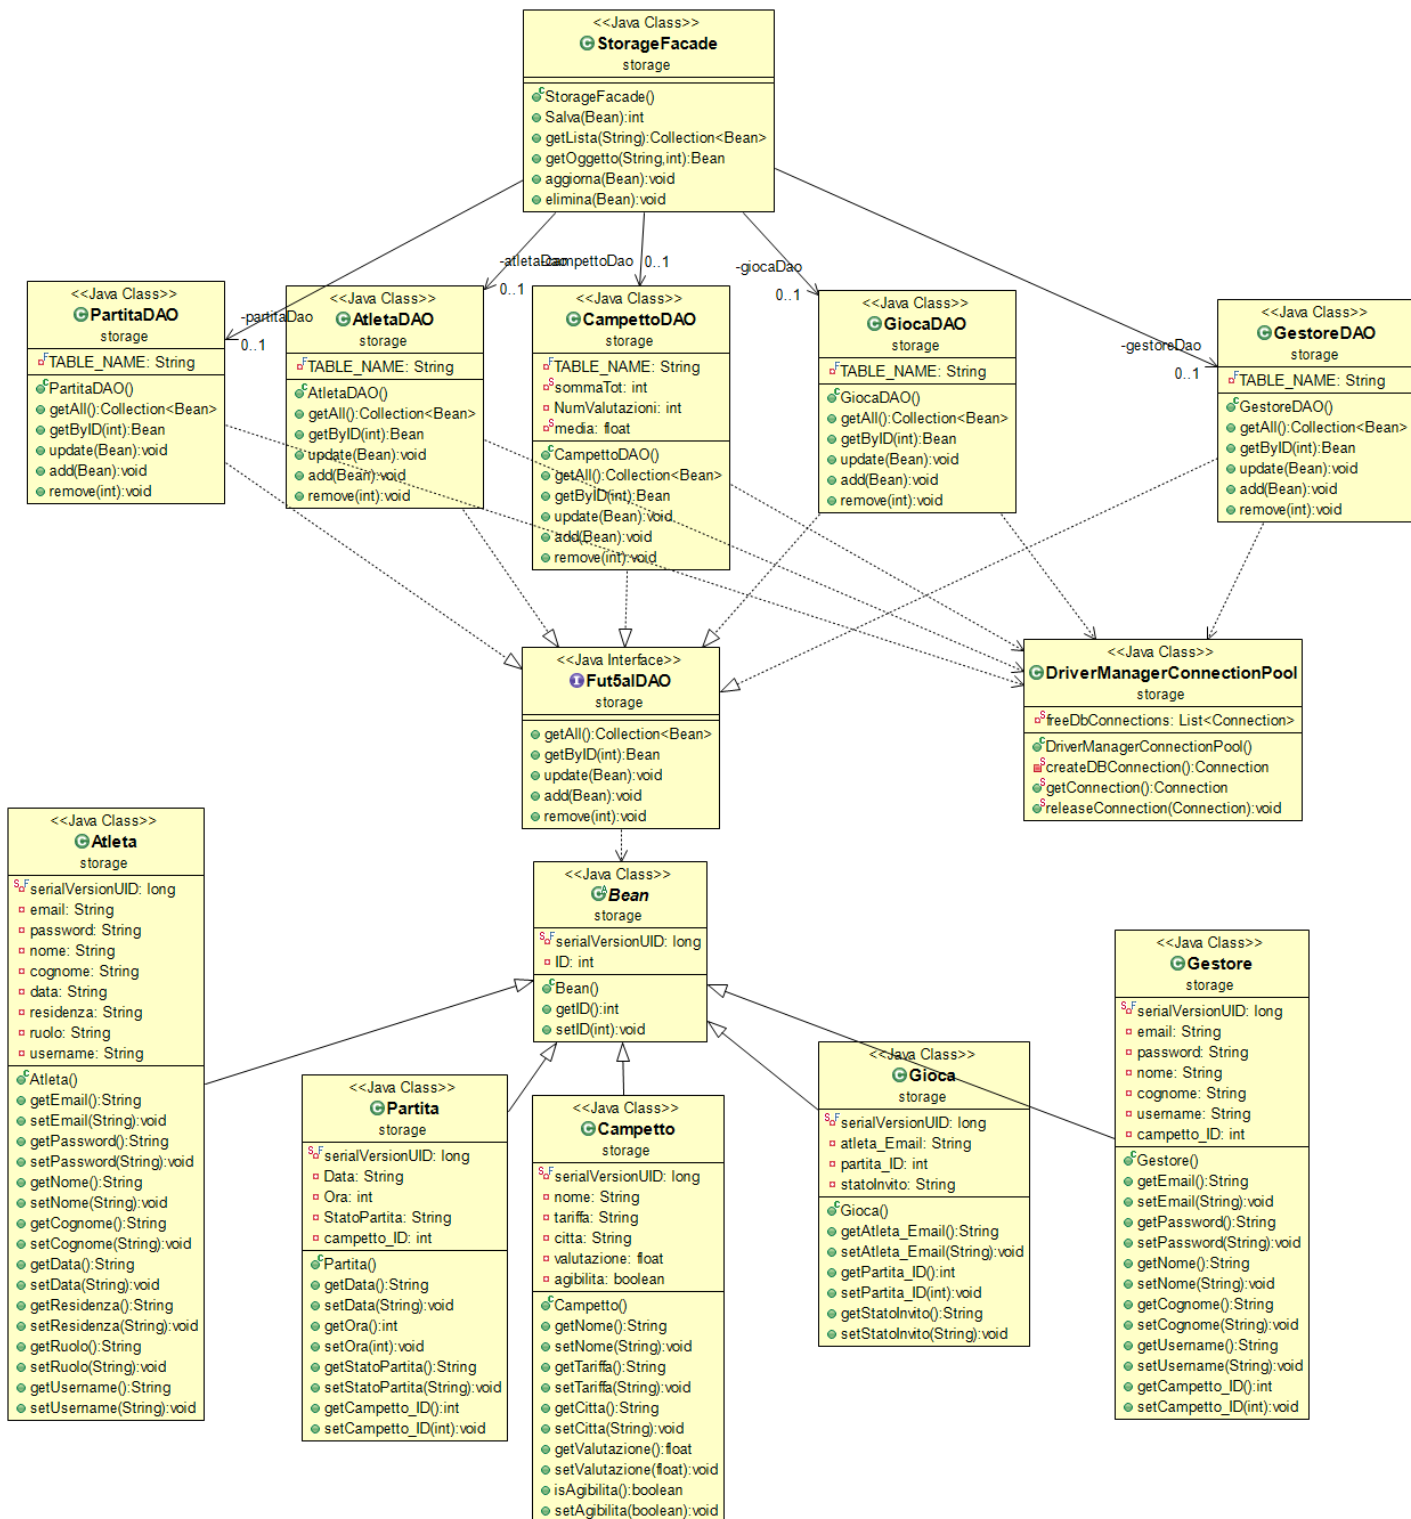 <<Java Class>>
StorageFacade
storage
StorageFacade()
Salva(Bean):int
getLista(String):Collection<Bean>
getOggetto(String,int):Bean
aggiorna(Bean):void
elimina(Bean):void
-partitaDao
0..1
-atletaDao
0..1
-campettoDao
0..1
-giocaDao
0..1
-gestoreDao
0..1
<<Java Class>>
PartitaDAO
storage
TABLE_NAME: String
PartitaDAO()
getAll():Collection<Bean>
getByID(int):Bean
update(Bean):void
add(Bean):void
remove(int):void
<<Java Class>>
AtletaDAO
storage
TABLE_NAME: String
AtletaDAO()
getAll():Collection<Bean>
getByID(int):Bean
update(Bean):void
add(Bean):void
remove(int):void
<<Java Class>>
CampettoDAO
storage
TABLE_NAME: String
sommaTot: int
NumValutazioni: int
media: float
CampettoDAO()
getAll():Collection<Bean>
getByID(int):Bean
update(Bean):void
add(Bean):void
remove(int):void
<<Java Class>>
GiocaDAO
storage
TABLE_NAME: String
GiocaDAO()
getAll():Collection<Bean>
getByID(int):Bean
update(Bean):void
add(Bean):void
remove(int):void
<<Java Class>>
GestoreDAO
storage
TABLE_NAME: String
GestoreDAO()
getAll():Collection<Bean>
getByID(int):Bean
update(Bean):void
add(Bean):void
remove(int):void
<<Java Interface>>
Fut5alDAO
storage
getAll():Collection<Bean>
getByID(int):Bean
update(Bean):void
add(Bean):void
remove(int):void
<<Java Class>>
DriverManagerConnectionPool
storage
freeDbConnections: List<Connection>
DriverManagerConnectionPool()
createDBConnection():Connection
getConnection():Connection
releaseConnection(Connection):void
<<Java Class>>
Atleta
storage
serialVersionUID: long
email: String
password: String
nome: String
cognome: String
data: String
residenza: String
ruolo: String
username: String
Atleta()
getEmail():String
setEmail(String):void
getPassword():String
setPassword(String):void
getNome():String
setNome(String):void
getCognome():String
setCognome(String):void
getData():String
setData(String):void
getResidenza():String
setResidenza(String):void
getRuolo():String
setRuolo(String):void
getUsername():String
setUsername(String):void
<<Java Class>>
Bean
storage
serialVersionUID: long
ID: int
Bean()
getID():int
setID(int):void
<<Java Class>>
Partita
storage
serialVersionUID: long
Data: String
Ora: int
StatoPartita: String
campetto_ID: int
Partita()
getData():String
setData(String):void
getOra():int
setOra(int):void
getStatoPartita():String
setStatoPartita(String):void
getCampetto_ID():int
setCampetto_ID(int):void
<<Java Class>>
Campetto
storage
serialVersionUID: long
nome: String
tariffa: String
citta: String
valutazione: float
agibilita: boolean
Campetto()
getNome():String
setNome(String):void
getTariffa():String
setTariffa(String):void
getCitta():String
setCitta(String):void
getValutazione():float
setValutazione(float):void
isAgibilita():boolean
setAgibilita(boolean):void
<<Java Class>>
Gioca
storage
serialVersionUID: long
atleta_Email: String
partita_ID: int
statoInvito: String
Gioca()
getAtleta_Email():String
setAtleta_Email(String):void
getPartita_ID():int
setPartita_ID(int):void
getStatoInvito():String
setStatoInvito(String):void
<<Java Class>>
Gestore
storage
serialVersionUID: long
email: String
password: String
nome: String
cognome: String
username: String
campetto_ID: int
Gestore()
getEmail():String
setEmail(String):void
getPassword():String
setPassword(String):void
getNome():String
setNome(String):void
getCognome():String
setCognome(String):void
getUsername():String
setUsername(String):void
getCampetto_ID():int
setCampetto_ID(int):void